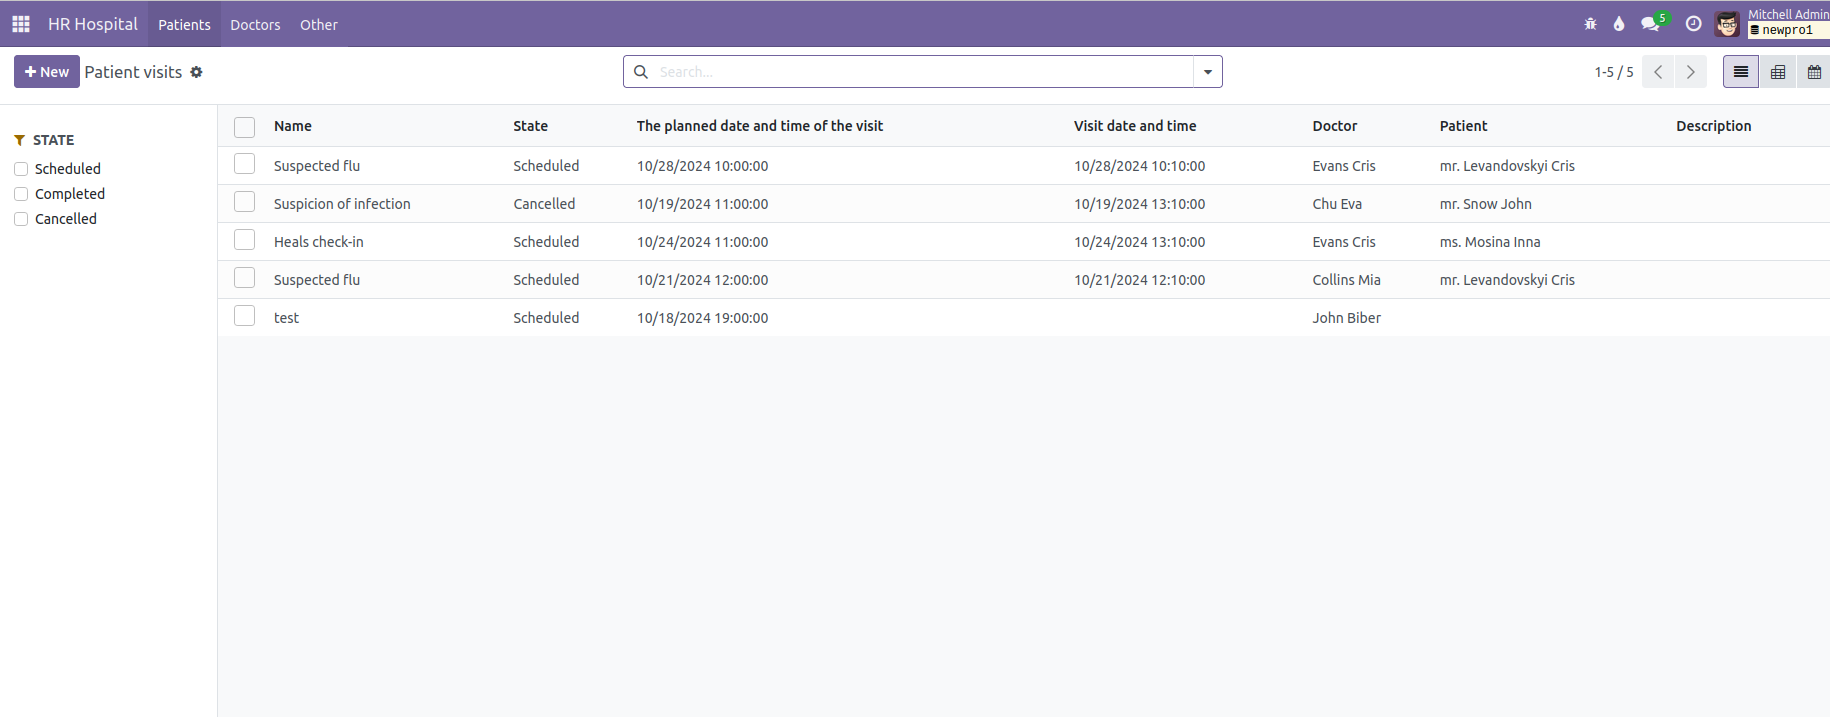 HR Hospital Patients Doctors Other 5 Mitchell Admin
newpro1
New Patient visits Search... 1-5 / 5
STATE
Scheduled
Completed
Cancelled
Name State The planned date and time of the visit Visit date and time Doctor Patient Description
Suspected flu Scheduled 10/28/2024 10:00:00 10/28/2024 10:10:00 Evans Cris mr. Levandovskyi Cris
Suspicion of infection Cancelled 10/19/2024 11:00:00 10/19/2024 13:10:00 Chu Eva mr. Snow John
Heals check-in Scheduled 10/24/2024 11:00:00 10/24/2024 13:10:00 Evans Cris ms. Mosina Inna
Suspected flu Scheduled 10/21/2024 12:00:00 10/21/2024 12:10:00 Collins Mia mr. Levandovskyi Cris
test Scheduled 10/18/2024 19:00:00 John Biber